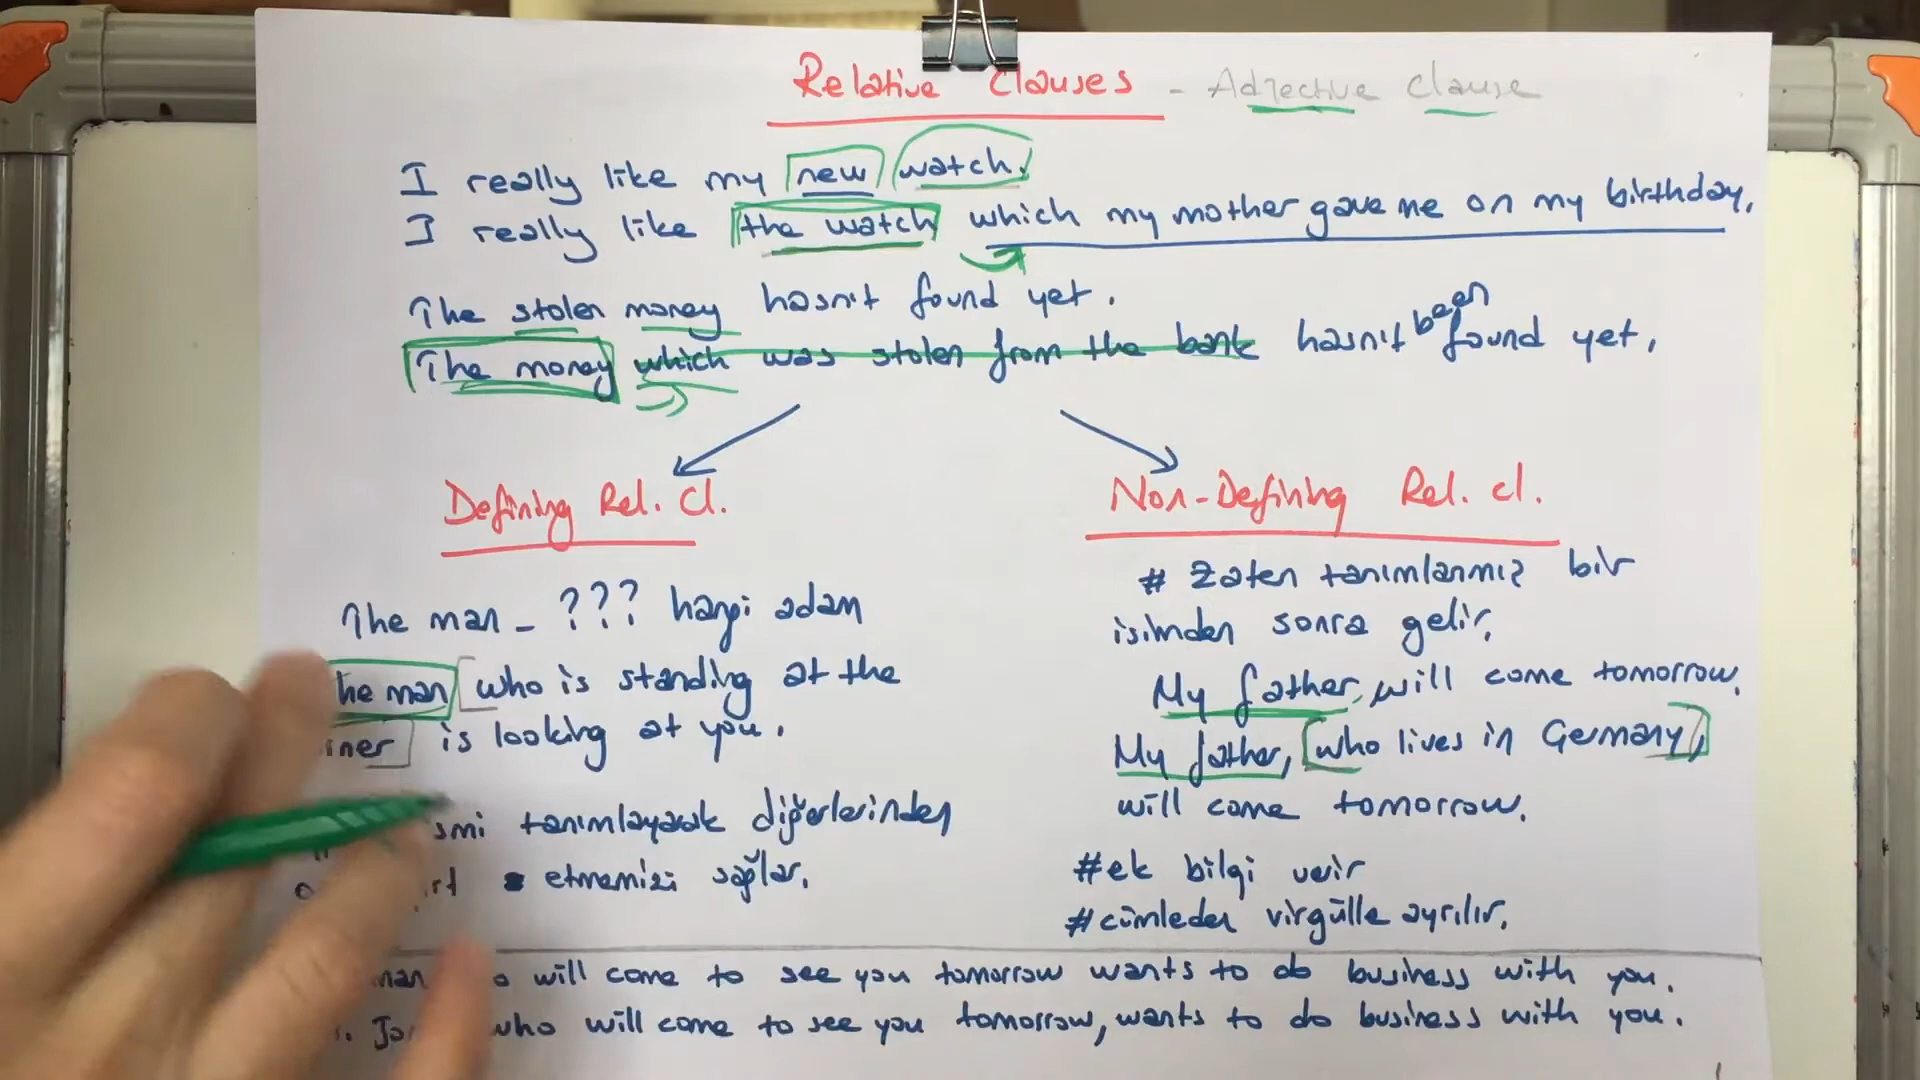 Relative Clauses - Adjective Clause
I really like my new watch.
I really like the watch which my mother gave me on my birthday.
The stolen money hasn't found yet.
The money which was stolen from the bank hasn't been found yet.
Defining Rel. Cl.
The man - ??? hangi adam
he man who is standing at the
rner is looking at you.
ismi tanımlayarak diğerlerinden
etmemizi sağlar.
Non-Defining Rel. cl.
# Zaten tanımlanmış bir
isimden sonra gelir.
My father, will come tomorrow.
My father, who lives in Germany,
will come tomorrow.
#ek bilgi verir
#cümleden virgülle ayrılır.
man o will come to see you tomorrow wants to do business with you.
who will come to see you tomorrow, wants to do business with you.